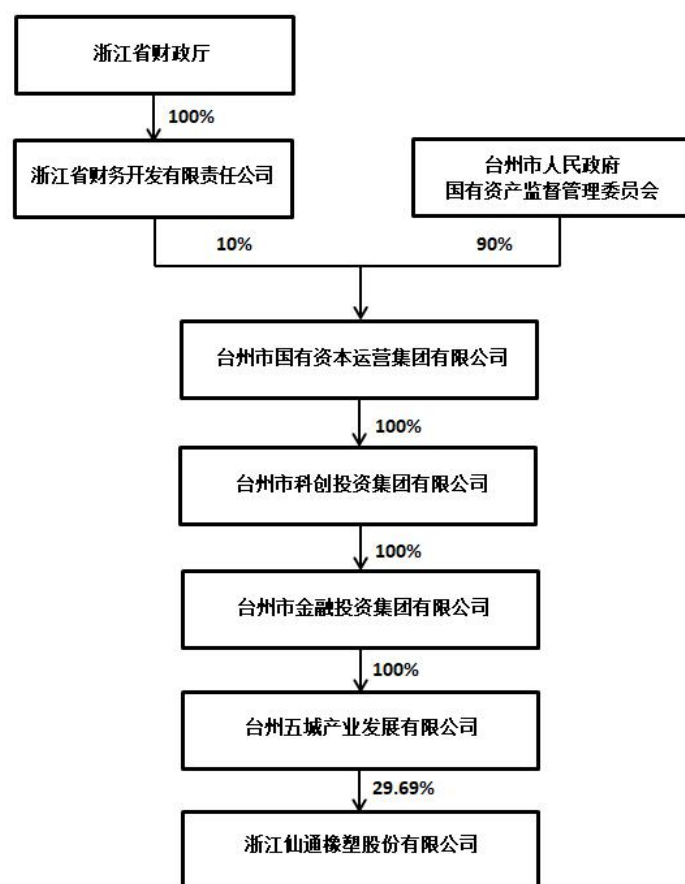 浙江省财政厅
100%
浙江省财务开发有限责任公司
台州市人民政府
国有资产监督管理委员会
10%
90%
台州市国有资本运营集团有限公司
100%
台州市科创投资集团有限公司
100%
台州市金融投资集团有限公司
100%
台州五城产业发展有限公司
29.69%
浙江仙通橡塑股份有限公司